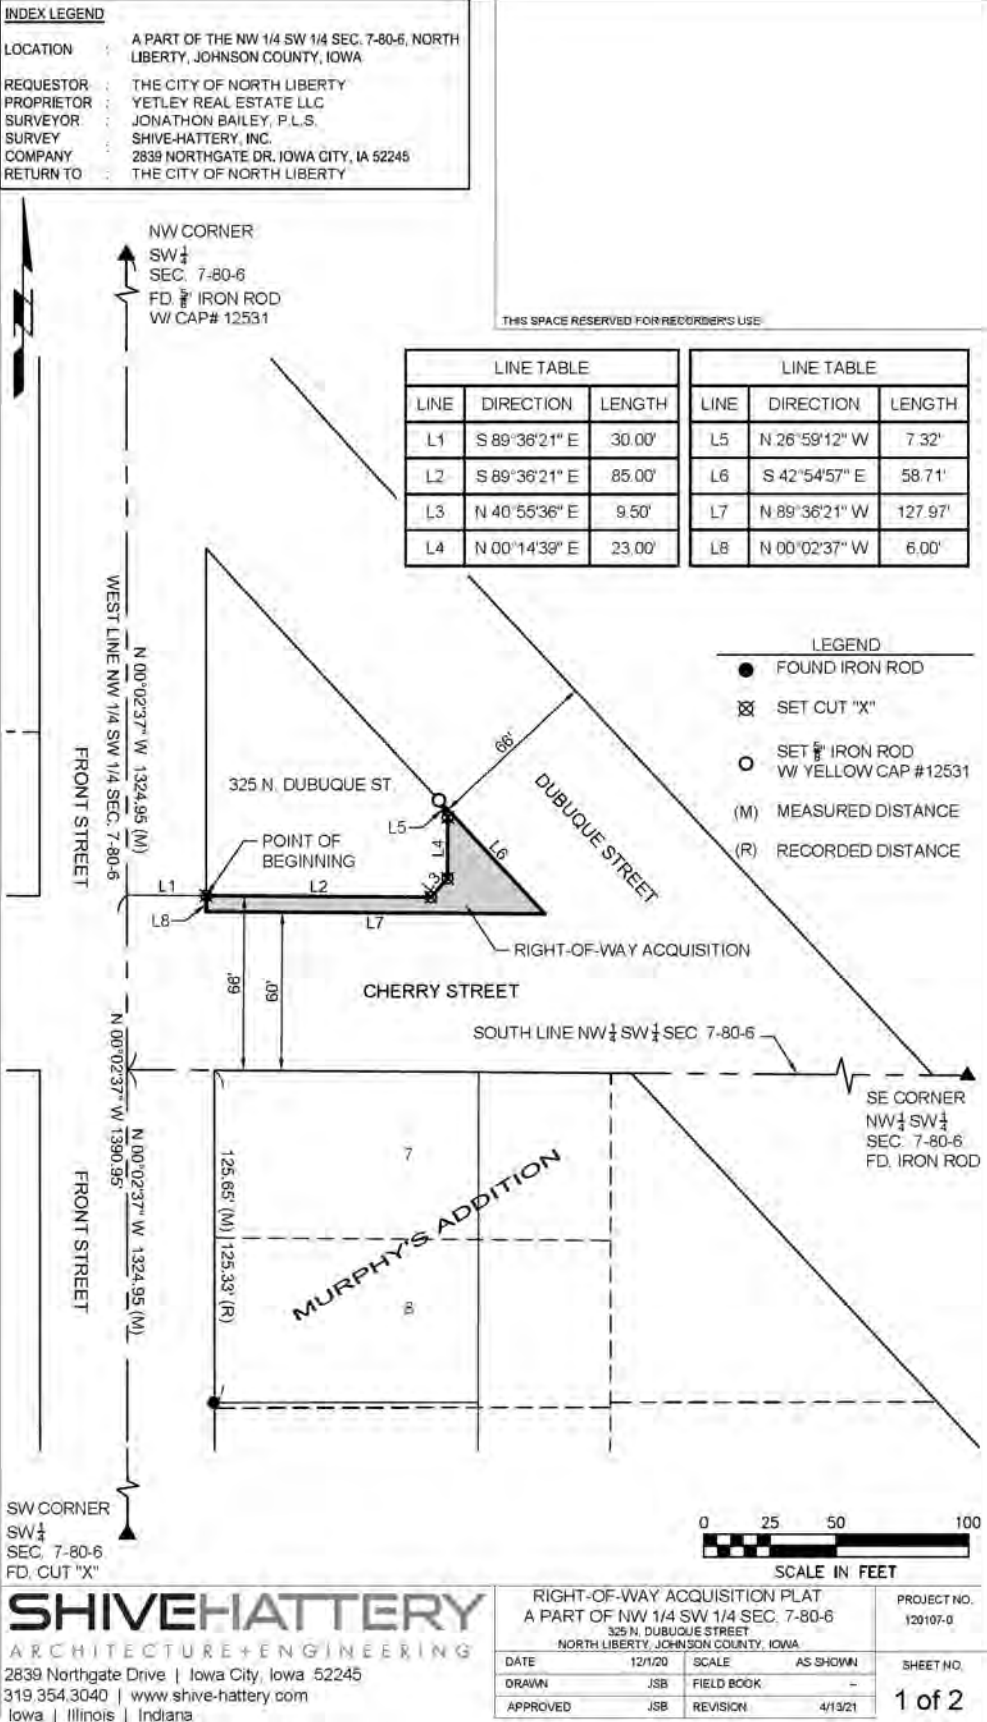 INDEX LEGEND
LOCATION : A PART OF THE NW 1/4 SW 1/4 SEC. 7-80-6, NORTH
LIBERTY, JOHNSON COUNTY, IOWA
REQUESTOR : THE CITY OF NORTH LIBERTY
PROPRIETOR : YETLEY REAL ESTATE LLC
SURVEYOR : JONATHON BAILEY, P.L.S.
SURVEY : SHIVE-HATTERY, INC.
COMPANY 2839 NORTHGATE DR. IOWA CITY, IA 52245
RETURN TO : THE CITY OF NORTH LIBERTY
THIS SPACE RESERVED FOR RECORDER'S USE
NW CORNER
SW 1/4
SEC. 7-80-6
FD. 5/8" IRON ROD
W/ CAP# 12531
N
LINE TABLE
LINE DIRECTION LENGTH
L1 S 89°36'21" E 30.00'
L2 S 89°36'21" E 85.00'
L3 N 40°55'36" E 9.50'
L4 N 00°14'39" E 23.00'
LINE TABLE
LINE DIRECTION LENGTH
L5 N 26°59'12" W 7.32'
L6 S 42°54'57" E 58.71'
L7 N 89°36'21" W 127.97'
L8 N 00°02'37" W 6.00'
LEGEND
FOUND IRON ROD
SET CUT "X"
SET 5/8" IRON ROD
W/ YELLOW CAP #12531
(M) MEASURED DISTANCE
(R) RECORDED DISTANCE
N 00°02'37" W 1324.95 (M)
WEST LINE NW 1/4 SW 1/4 SEC. 7-80-6
FRONT STREET
325 N. DUBUQUE ST.
66'
DUBUQUE STREET
POINT OF
BEGINNING
L5
L4
L6
L3
L1
L2
L8
L7
RIGHT-OF-WAY ACQUISITION
66'
60'
CHERRY STREET
SOUTH LINE NW 1/4 SW 1/4 SEC. 7-80-6
SE CORNER
NW 1/4 SW 1/4
SEC. 7-80-6
FD. IRON ROD
N 00°02'37" W 1390.95'
N 00°02'37" W 1324.95 (M)
FRONT STREET
125.65' (M) 125.33' (R)
7
MURPHY'S ADDITION
8
SW CORNER
SW 1/4
SEC. 7-80-6
FD. CUT "X"
0 25 50 100
SCALE IN FEET
SHIVEHATTERY
ARCHITECTURE+ENGINEERING
2839 Northgate Drive | Iowa City, Iowa 52245
319.354.3040 | www.shive-hattery.com
Iowa | Illinois | Indiana
RIGHT-OF-WAY ACQUISITION PLAT
A PART OF NW 1/4 SW 1/4 SEC. 7-80-6
325 N. DUBUQUE STREET
NORTH LIBERTY, JOHNSON COUNTY, IOWA
DATE 12/1/20 SCALE AS SHOWN
DRAWN JSB FIELD BOOK -
APPROVED JSB REVISION 4/13/21
PROJECT NO.
120107-0
SHEET NO.
1 of 2